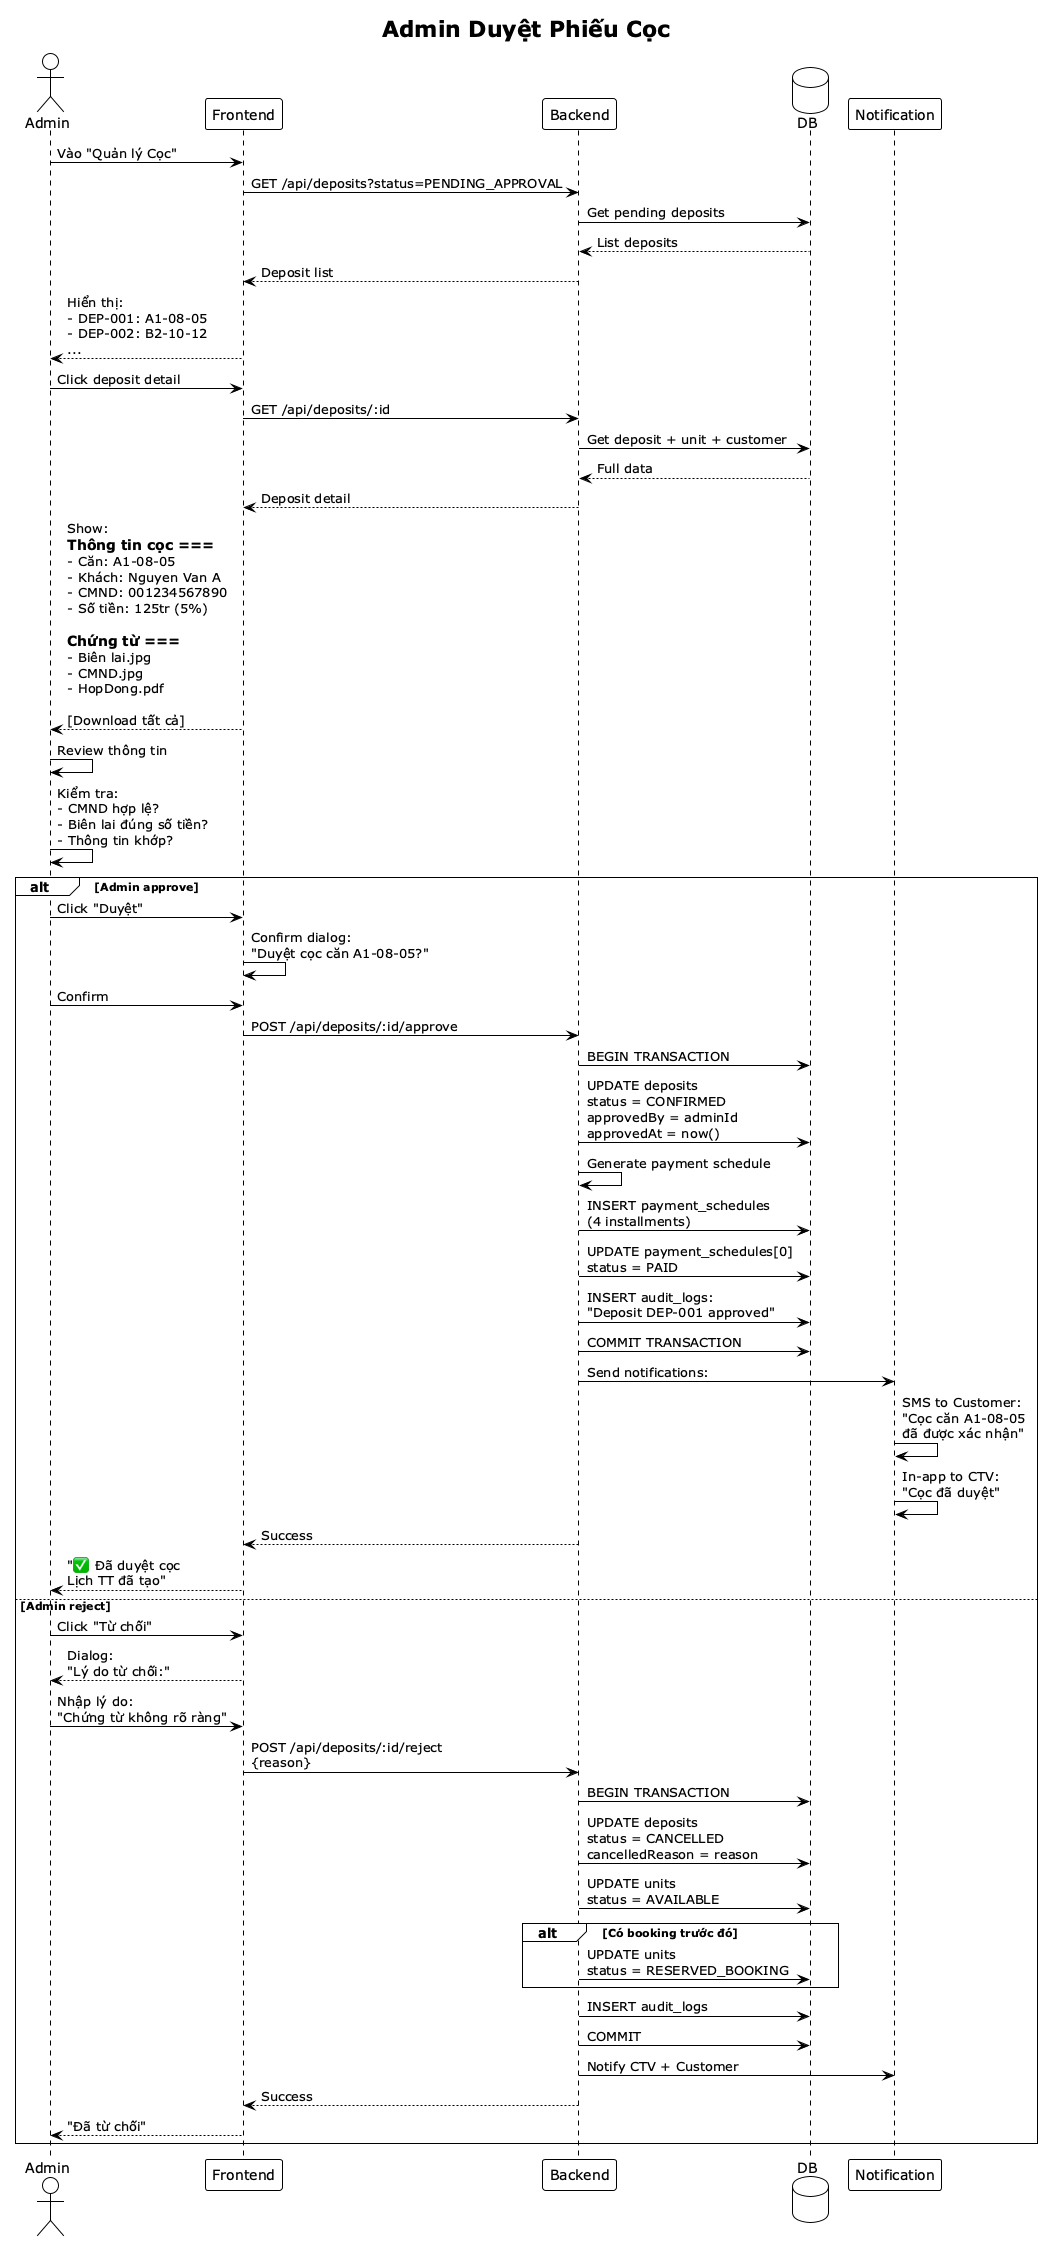 Admin Duyệt Phiếu Cọc
Admin
Frontend
Backend
DB
Notification
Vào "Quản lý Cọc"
GET /api/deposits?status=PENDING_APPROVAL
Get pending deposits
List deposits
Deposit list
Hiển thị:
- DEP-001: A1-08-05
- DEP-002: B2-10-12
...
Click deposit detail
GET /api/deposits/:id
Get deposit + unit + customer
Full data
Deposit detail
Show:
Thông tin cọc ===
- Căn: A1-08-05
- Khách: Nguyen Van A
- CMND: 001234567890
- Số tiền: 125tr (5%)
Chứng từ ===
- Biên lai.jpg
- CMND.jpg
- HopDong.pdf
[Download tất cả]
Review thông tin
Kiểm tra:
- CMND hợp lệ?
- Biên lai đúng số tiền?
- Thông tin khớp?
alt [Admin approve]
Click "Duyệt"
Confirm dialog:
"Duyệt cọc căn A1-08-05?"
Confirm
POST /api/deposits/:id/approve
BEGIN TRANSACTION
UPDATE deposits
status = CONFIRMED
approvedBy = adminId
approvedAt = now()
Generate payment schedule
INSERT payment_schedules
(4 installments)
UPDATE payment_schedules[0]
status = PAID
INSERT audit_logs:
"Deposit DEP-001 approved"
COMMIT TRANSACTION
Send notifications:
SMS to Customer:
"Cọc căn A1-08-05
đã được xác nhận"
In-app to CTV:
"Cọc đã duyệt"
Success
"✅ Đã duyệt cọc
Lịch TT đã tạo"
[Admin reject]
Click "Từ chối"
Dialog:
"Lý do từ chối:"
Nhập lý do:
"Chứng từ không rõ ràng"
POST /api/deposits/:id/reject
{reason}
BEGIN TRANSACTION
UPDATE deposits
status = CANCELLED
cancelledReason = reason
UPDATE units
status = AVAILABLE
alt [Có booking trước đó]
UPDATE units
status = RESERVED_BOOKING
INSERT audit_logs
COMMIT
Notify CTV + Customer
Success
"Đã từ chối"
Admin
Frontend
Backend
DB
Notification